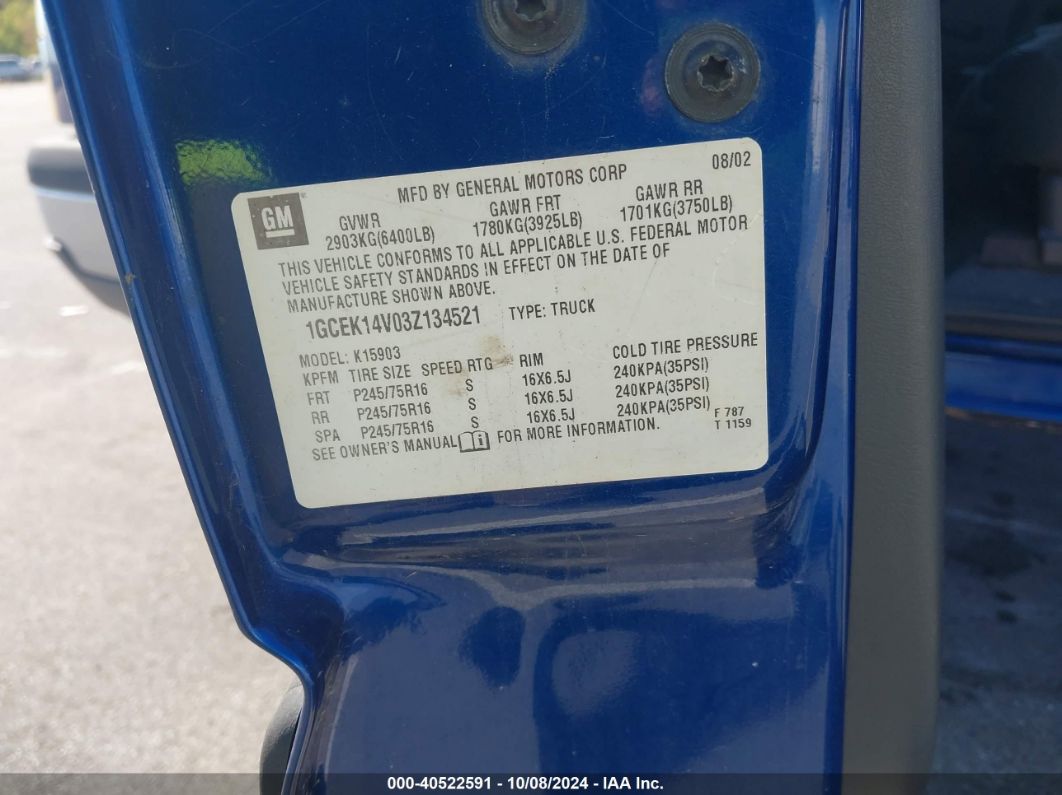 MFD BY GENERAL MOTORS CORP 08/02
GM
GVWR GAWR FRT GAWR RR
2903KG(6400LB) 1780KG(3925LB) 1701KG(3750LB)
THIS VEHICLE CONFORMS TO ALL APPLICABLE U.S. FEDERAL MOTOR
VEHICLE SAFETY STANDARDS IN EFFECT ON THE DATE OF
MANUFACTURE SHOWN ABOVE.
1GCEK14V03Z134521 TYPE: TRUCK
MODEL: K15903
KPFM TIRE SIZE SPEED RTG RIM COLD TIRE PRESSURE
FRT P245/75R16 S 16X6.5J 240KPA(35PSI)
RR P245/75R16 S 16X6.5J 240KPA(35PSI)
SPA P245/75R16 S 16X6.5J 240KPA(35PSI)
SEE OWNER'S MANUAL i FOR MORE INFORMATION.
F 787
T 1159
000-40522591 - 10/08/2024 - IAA Inc.